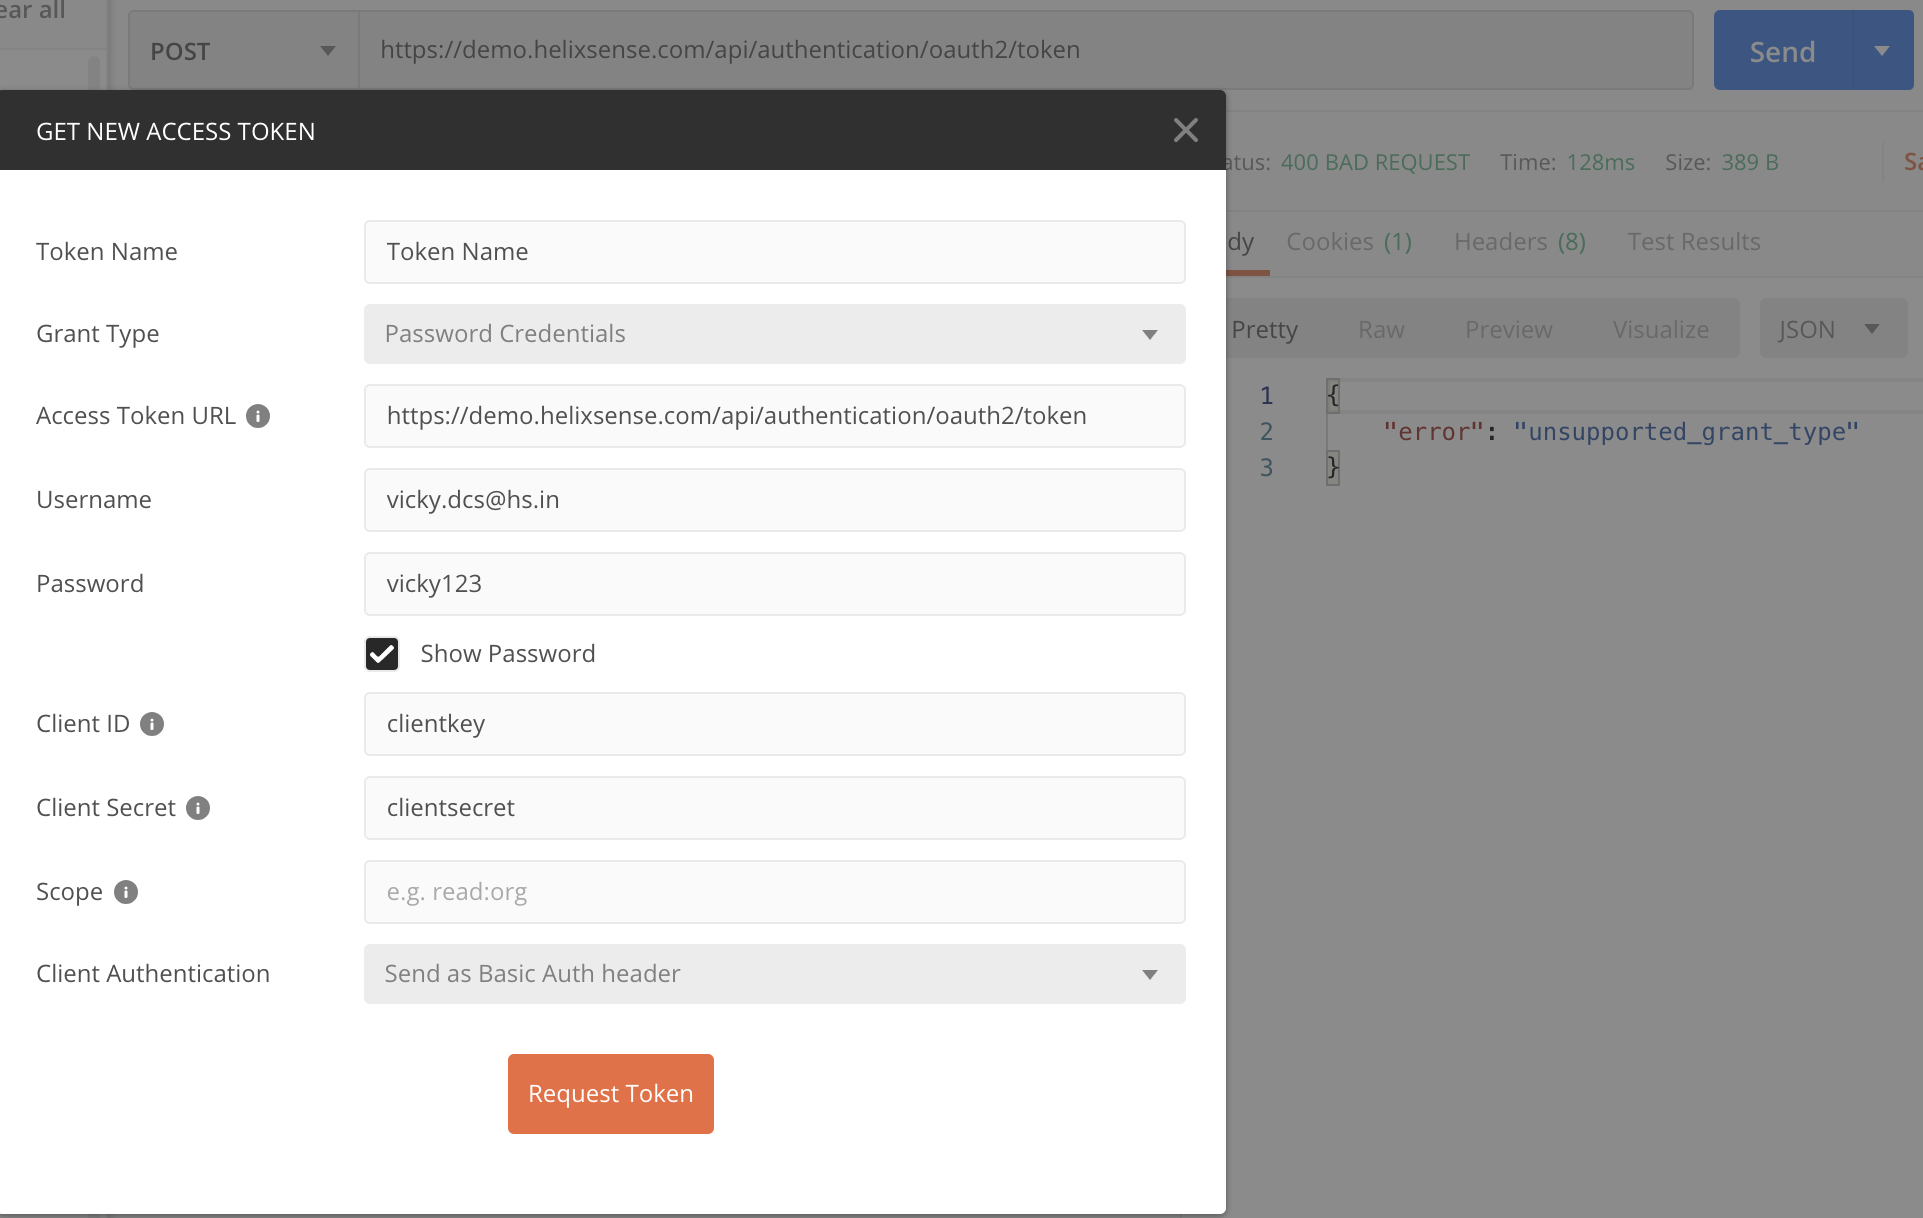 ear all
POST
https://demo.helixsense.com/api/authentication/oauth2/token
Send
GET NEW ACCESS TOKEN
atus: 400 BAD REQUEST Time: 128ms Size: 389 B Sa
dy Cookies (1) Headers (8) Test Results
Pretty Raw Preview Visualize JSON
1 {
2 "error": "unsupported_grant_type"
3 }
Token Name Token Name
Grant Type Password Credentials
Access Token URL https://demo.helixsense.com/api/authentication/oauth2/token
Username vicky.dcs@hs.in
Password vicky123
Show Password
Client ID clientkey
Client Secret clientsecret
Scope e.g. read:org
Client Authentication Send as Basic Auth header
Request Token